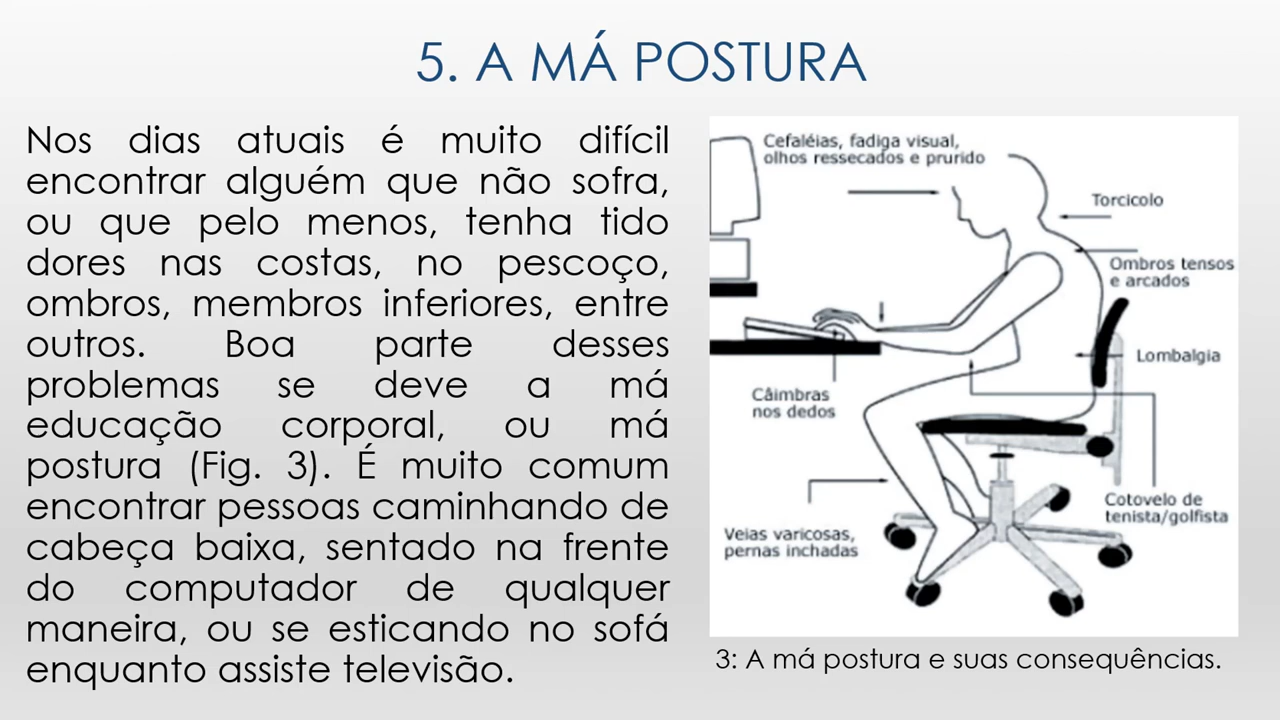 5. A MÁ POSTURA
Nos dias atuais é muito difícil
encontrar alguém que não sofra,
ou que pelo menos, tenha tido
dores nas costas, no pescoço,
ombros, membros inferiores, entre
outros. Boa parte desses
problemas se deve a má
educação corporal, ou má
postura (Fig. 3). É muito comum
encontrar pessoas caminhando de
cabeça baixa, sentado na frente
do computador de qualquer
maneira, ou se esticando no sofá
enquanto assiste televisão.
Cefaléias, fadiga visual,
olhos ressecados e prurido
Torcicolo
Ombros tensos
e arcados
Lombalgia
Câimbras
nos dedos
Cotovelo de
tenista/golfista
Veias varicosas,
pernas inchadas
3: A má postura e suas consequências.